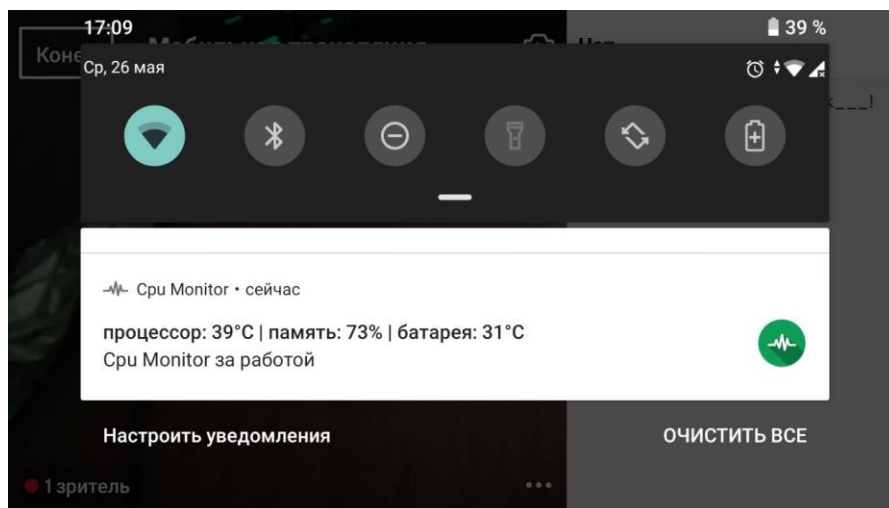 17:09
39 %
Ср, 26 мая
Cpu Monitor • сейчас
процессор: 39°C | память: 73% | батарея: 31°C
Cpu Monitor за работой
Настроить уведомления
ОЧИСТИТЬ ВСЕ
1 зритель